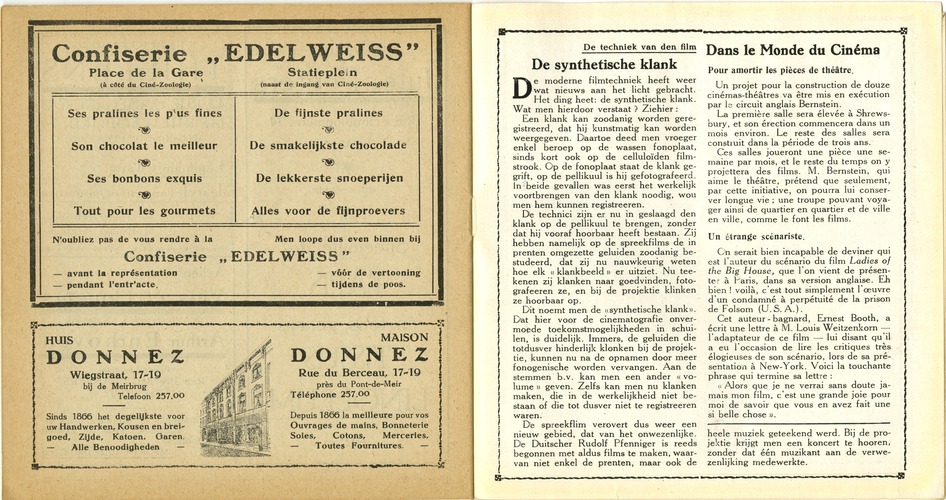 Confiserie „EDELWEISS"
Place de la Gare
(à côté du Ciné-Zoologie)
Statieplein
(naast de ingang van Ciné-Zoologie)
Ses pralines les plus fines
Son chocolat le meilleur
Ses bonbons exquis
Tout pour les gourmets
De fijnste pralines
De smakelijkste chocolade
De lekkerste snoeperijen
Alles voor de fijnproevers
N'oubliez pas de vous rendre à la
Men loope dus even binnen bij
Confiserie „EDELWEISS"
— avant la représentation
— pendant l'entr'acte.
— vóór de vertooning
— tijdens de poos.
HUIS
DONNEZ
Wiegstraat, 17-19
bij de Meirbrug
Telefoon 257.00
Sinds 1866 het degelijkste voor
uw Handwerken, Kousen en brei-
goed, Zijde, Katoen. Garen.
— Alle Benoodigheden —
MAISON
DONNEZ
Rue du Berceau, 17-19
près du Pont-de-Meir
Téléphone 257.00
Depuis 1866 la meilleure pour vos
Ouvrages de mains, Bonneterie
Soies, Cotons, Merceries,
— Toutes Fournitures. —
De techniek van den film
De synthetische klank
De moderne filmtechniek heeft weer
wat nieuws aan het licht gebracht.
Het ding heet: de synthetische klank.
Wat men hierdoor verstaat ? Ziehier :
Een klank kan zoodanig worden gere-
gistreerd, dat hij kunstmatig kan worden
weergegeven. Daartoe deed men vroeger
enkel beroep op de wassen fonoplaat,
sinds kort ook op de celluloïden film-
strook. Op de fonoplaat staat de klank ge-
grift, op de pellikuul is hij gefotografeerd.
In beide gevallen was eerst het werkelijk
voortbrengen van den klank noodig, wou
men hem kunnen registreeren.
De technici zijn er nu in geslaagd den
klank op de pellikuul te brengen, zonder
dat hij vooraf hoorbaar heeft bestaan. Zij
hebben namelijk op de spreekfilms de in
prenten omgezette geluiden zoodanig be-
studeerd, dat zij nu nauwkeurig weten
hoe elk « klankbeeld » er uitziet. Nu tee-
kenen zij klanken naar goedvinden, fo-
tografeeren ze, en bij de projektie klinken
ze hoorbaar op.
Dit noemt men de «synthetische klank».
Dat hier voor de cinematografie onver-
moede toekomstmogelijkheden in schui-
len, is duidelijk. Immers, de geluiden die
totdusver hinderlijk klonken bij de projek-
tie, kunnen nu na de opnamen door meer
fonogenische worden vervangen. Aan de
stemmen b.v. kan men een ander « vo-
lume » geven. Zelfs kan men nu klanken
maken, die in de werkelijkheid niet be-
staan of die tot dusver niet te registreeren
waren.
De spreekfilm verovert dus weer een
nieuw gebied, dat van het onwezenlijke.
De Duitscher Rudolf Pfenniger is reeds
begonnen met aldus films te maken, waar-
van niet enkel de prenten, maar ook de
Dans le Monde du Cinéma
Pour amortir les pièces de théâtre.
Un projet pour la construction de douze
cinémas-théâtres va être mis en exécution
par le circuit anglais Bernstein.
La première salle sera élevée à Shrews-
bury, et son érection commencera dans un
mois environ. Le reste des salles sera
construit dans la période de trois ans.
Ces salles joueront une pièce une se-
maine par mois, et le reste du temps on y
projettera des films. M. Bernstein, qui
aime le théâtre, prétend que seulement,
par cette initiative, on pourra lui conser-
ver longue vie ; une troupe pouvant voya-
ger ainsi de quartier en quartier et de ville
en ville, comme le font les films.
Un étrange scénariste.
On serait bien incapable de deviner qui
est l'auteur du scénario du film Ladies of
the Big House, que l'on vient de présen-
ter à Paris, dans sa version anglaise. Eh
bien ! voilà, c'est tout simplement l'œuvre
d'un condamné à perpétuité de la prison
de Folsom (U.S.A.).
Cet auteur-bagnard, Ernest Booth, a
écrit une lettre à M. Louis Weitzenkorn —
l'adaptateur de ce film — lui disant qu'il
a eu l'occasion de lire les critiques très
élogieuses de son scénario, lors de sa pré-
sentation à New-York. Voici la touchante
phrase qui termine sa lettre :
« Alors que je ne verrai sans doute ja-
mais mon film, c'est une grande joie pour
moi de savoir que vous en avez fait une
si belle chose ».
heele muziek geteekend werd. Bij de pro-
jektie krijgt men een koncert te hooren,
zonder dat één muzikant aan de verwe-
zenlijking medewerkte.